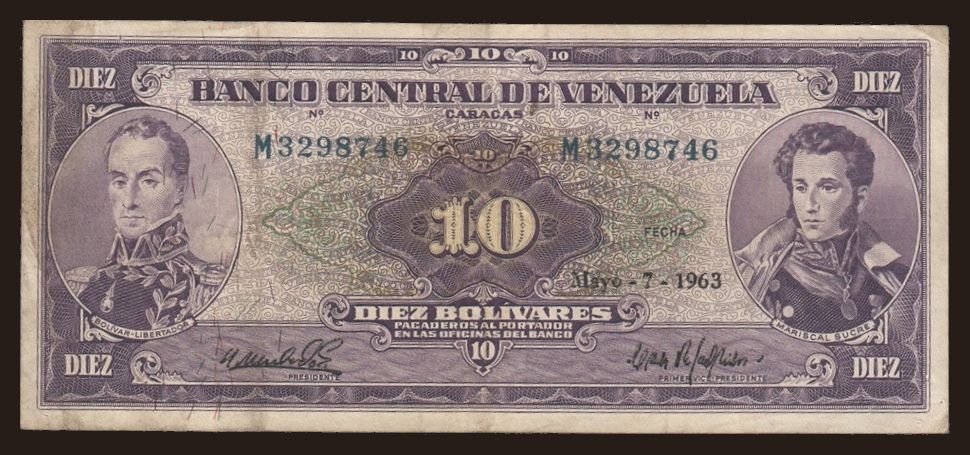 10 10 10
DIEZ DIEZ
BANCO CENTRAL DE VENEZUELA
Nº CARACAS Nº
M3298746 10 M3298746
10
FECHA
Mayo - 7 - 1963
DIEZ BOLIVARES
PAGADEROS AL PORTADOR
EN LAS OFICINAS DEL BANCO
BOLIVAR-LIBERTADOR MARISCAL SUCRE
DIEZ 10 DIEZ
PRESIDENTE PRIMER VICE-PRESIDENTE